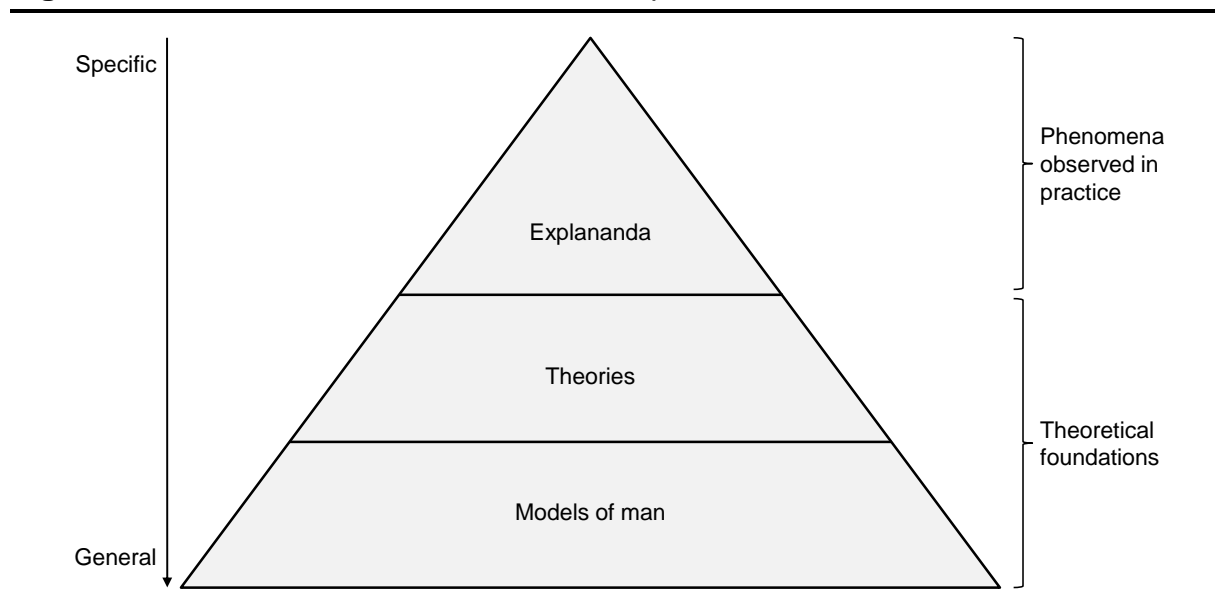 Specific
Phenomena
observed in
practice
Explananda
Theories
Theoretical
foundations
Models of man
General